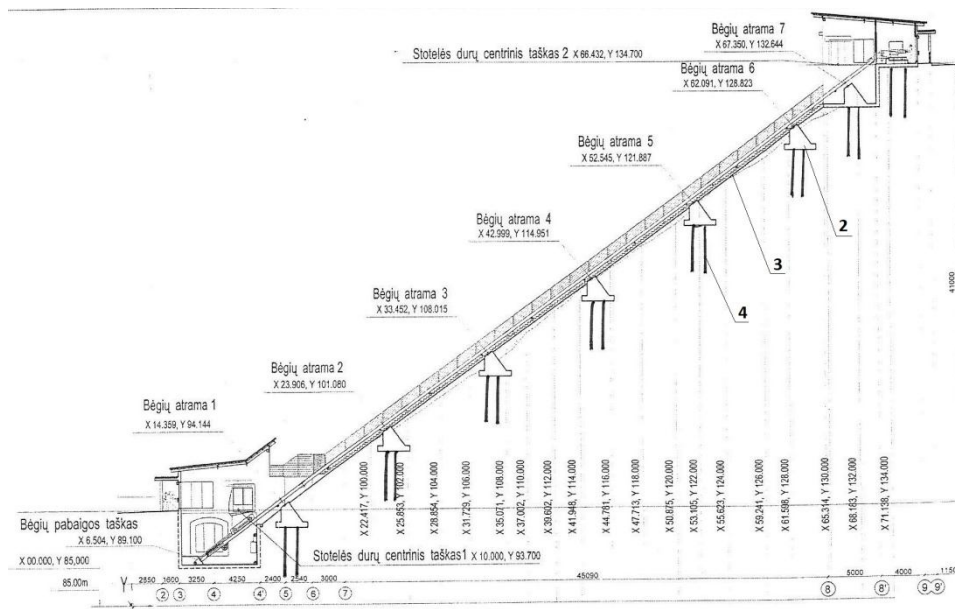 Bėgių atrama 7
X 67.350, Y 132.644
Stotelės durų centrinis taškas 2 X 66.432, Y 134.700
Bėgių atrama 6
X 62.091, Y 128.823
Bėgių atrama 5
X 52.545, Y 121.887
Bėgių atrama 4
X 42.999, Y 114.951
Bėgių atrama 3
X 33.452, Y 108.015
Bėgių atrama 2
X 23.906, Y 101.080
Bėgių atrama 1
X 14.359, Y 94.144
2
3
4
41000
X 22.417, Y 100.000
X 25.863, Y 102.000
X 28.854, Y 104.000
X 31.729, Y 106.000
X 35.071, Y 108.000
X 37.002, Y 110.000
X 39.602, Y 112.000
X 41.948, Y 114.000
X 44.781, Y 116.000
X 47.713, Y 118.000
X 50.675, Y 120.000
X 53.105, Y 122.000
X 55.623, Y 124.000
X 59.241, Y 126.000
X 61.598, Y 128.000
X 65.314, Y 130.000
X 68.183, Y 132.000
X 71.138, Y 134.000
Bėgių pabaigos taškas
X 6.504, Y 89.100
X 00.000, Y 85,000
Stotelės durų centrinis taškas1 X 10.000, Y 93.700
85.00m
2850 1600 3250 4250 2400 2540 3000 45090 5000 4000 1150
2 3 4 4' 5 6 7 8 8' 9 9'